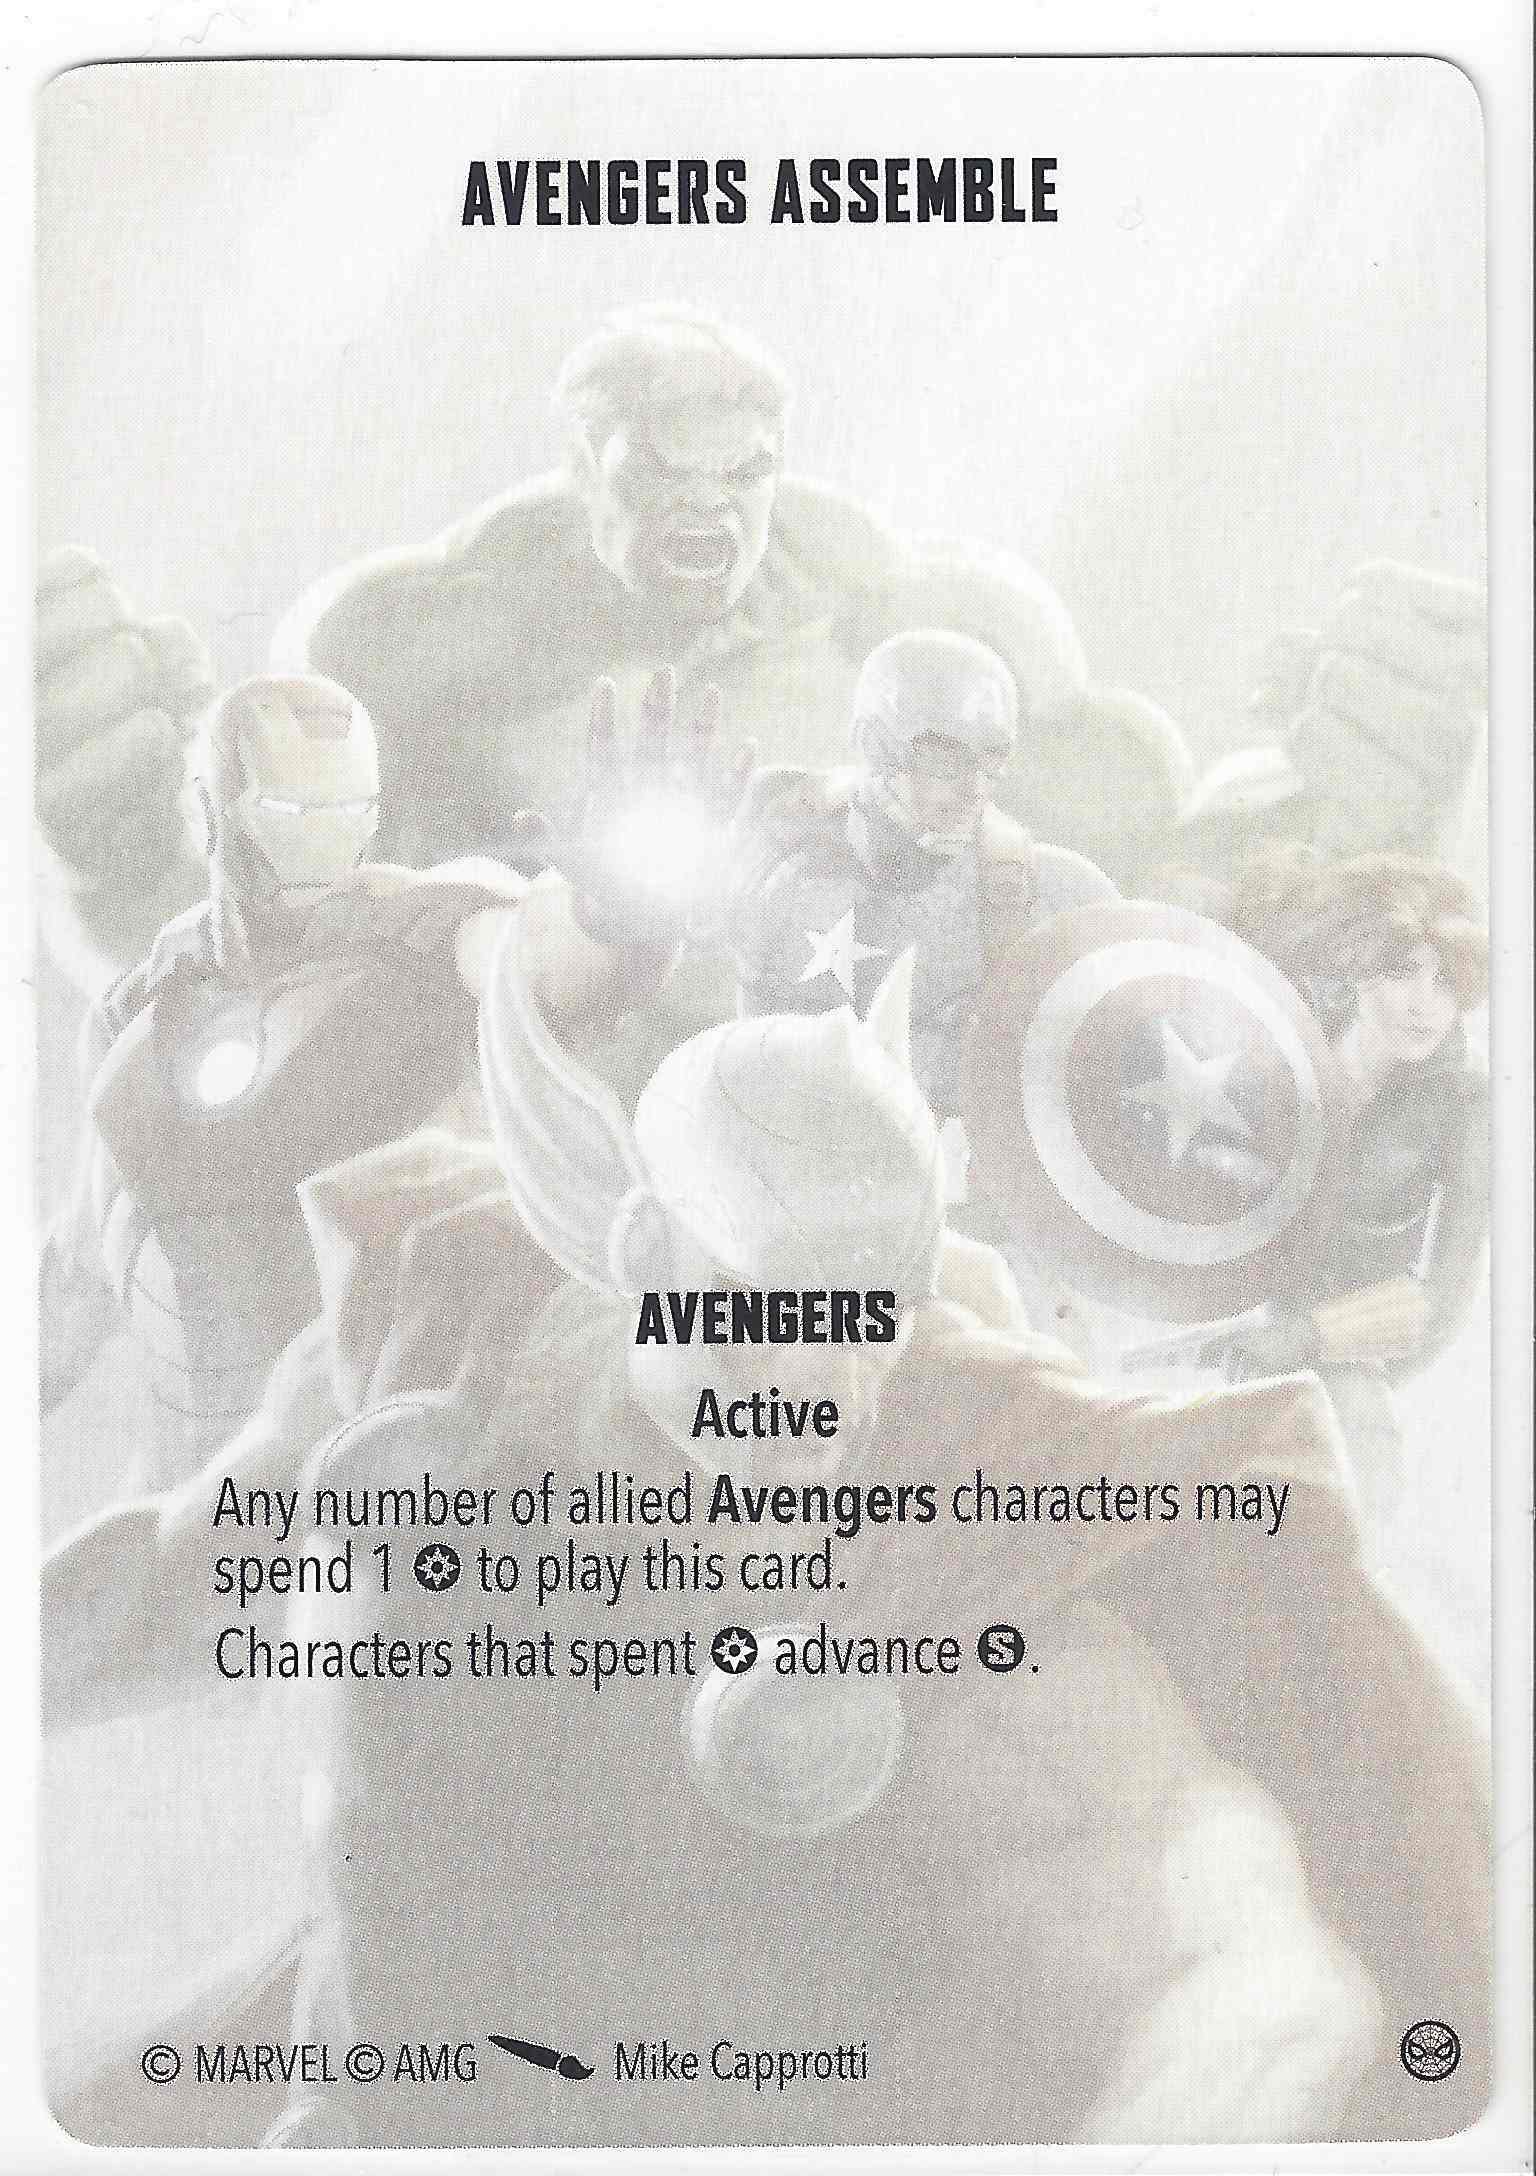 AVENGERS ASSEMBLE
AVENGERS
Active
Any number of allied Avengers characters may
spend 1 to play this card.
Characters that spent advance S.
© MARVEL © AMG Mike Capprotti